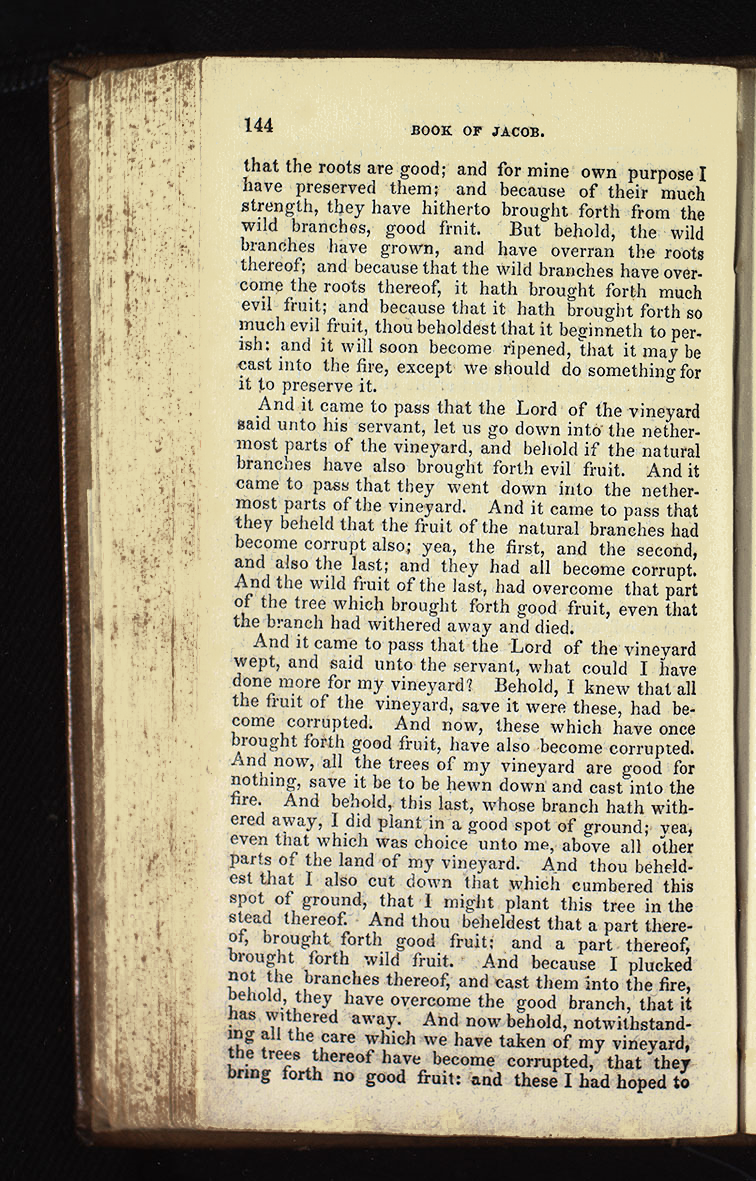 144
BOOK OF JACOB.
that the roots are good; and for mine own purpose I
have preserved them; and because of their much
strength, they have hitherto brought forth from the
wild branches, good frnit. But behold, the wild
branches have grown, and have overran the roots
thereof; and because that the wild branches have over-
come the roots thereof, it hath brought forth much
evil fruit; and because that it hath brought forth so
much evil fruit, thou beholdest that it beginneth to per-
ish: and it will soon become ripened, that it may be
cast into the fire, except we should do something for
it to preserve it.
And it came to pass that the Lord of the vineyard
said unto his servant, let us go down into the nether-
most parts of the vineyard, and behold if the natural
branches have also brought forth evil fruit. And it
came to pass that they went down into the nether-
most parts of the vineyard. And it came to pass that
they beheld that the fruit of the natural branches had
become corrupt also; yea, the first, and the second,
and also the last; and they had all become corrupt.
And the wild fruit of the last, had overcome that part
of the tree which brought forth good fruit, even that
the branch had withered away and died.
And it came to pass that the Lord of the vineyard
wept, and said unto the servant, what could I have
done more for my vineyard? Behold, I knew that all
the fruit of the vineyard, save it were these, had be-
come corrupted. And now, these which have once
brought forth good fruit, have also become corrupted.
And now, all the trees of my vineyard are good for
nothing, save it be to be hewn down and cast into the
fire. And behold, this last, whose branch hath with-
ered away, I did plant in a good spot of ground; yea,
even that which was choice unto me, above all other
parts of the land of my vineyard. And thou beheld-
est that I also cut down that which cumbered this
spot of ground, that I might plant this tree in the
stead thereof. And thou beheldest that a part there-
of, brought forth good fruit; and a part thereof,
brought forth wild fruit. And because I plucked
not the branches thereof, and cast them into the fire,
behold, they have overcome the good branch, that it
has withered away. And now behold, notwithstand-
ing all the care which we have taken of my vineyard,
the trees thereof have become corrupted, that they
bring forth no good fruit: and these I had hoped to